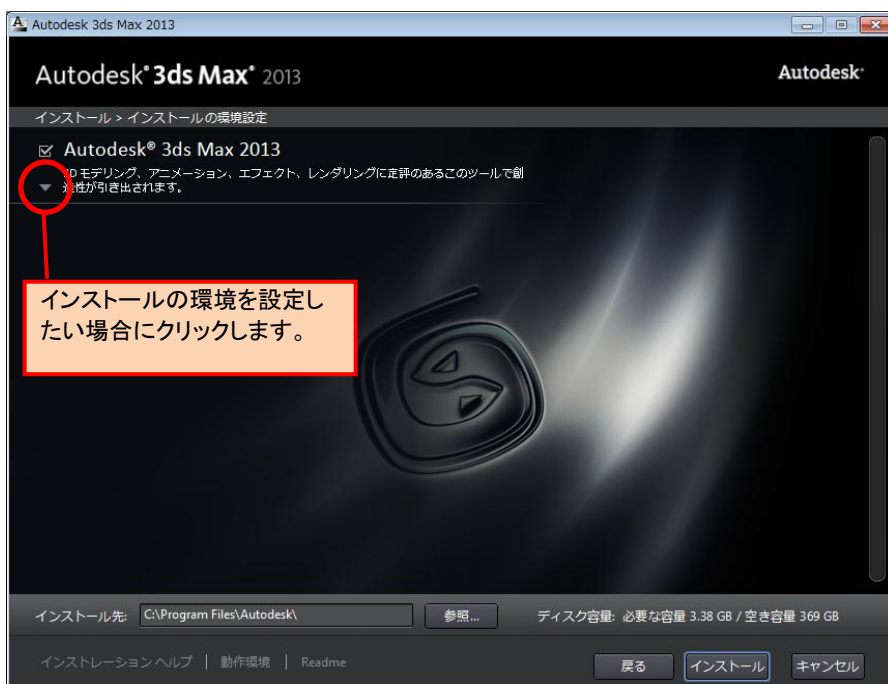 Autodesk 3ds Max 2013
Autodesk® 3ds Max® 2013
Autodesk®
インストール > インストールの環境設定
Autodesk® 3ds Max 2013
3D モデリング、アニメーション、エフェクト、レンダリングに定評のあるこのツールで創
造性が引き出されます。
インストールの環境を設定し
たい場合にクリックします。
インストール先: C:\Program Files\Autodesk\ 参照... ディスク容量: 必要な容量 3.38 GB / 空き容量 369 GB
インストレーション ヘルプ | 動作環境 | Readme 戻る インストール キャンセル